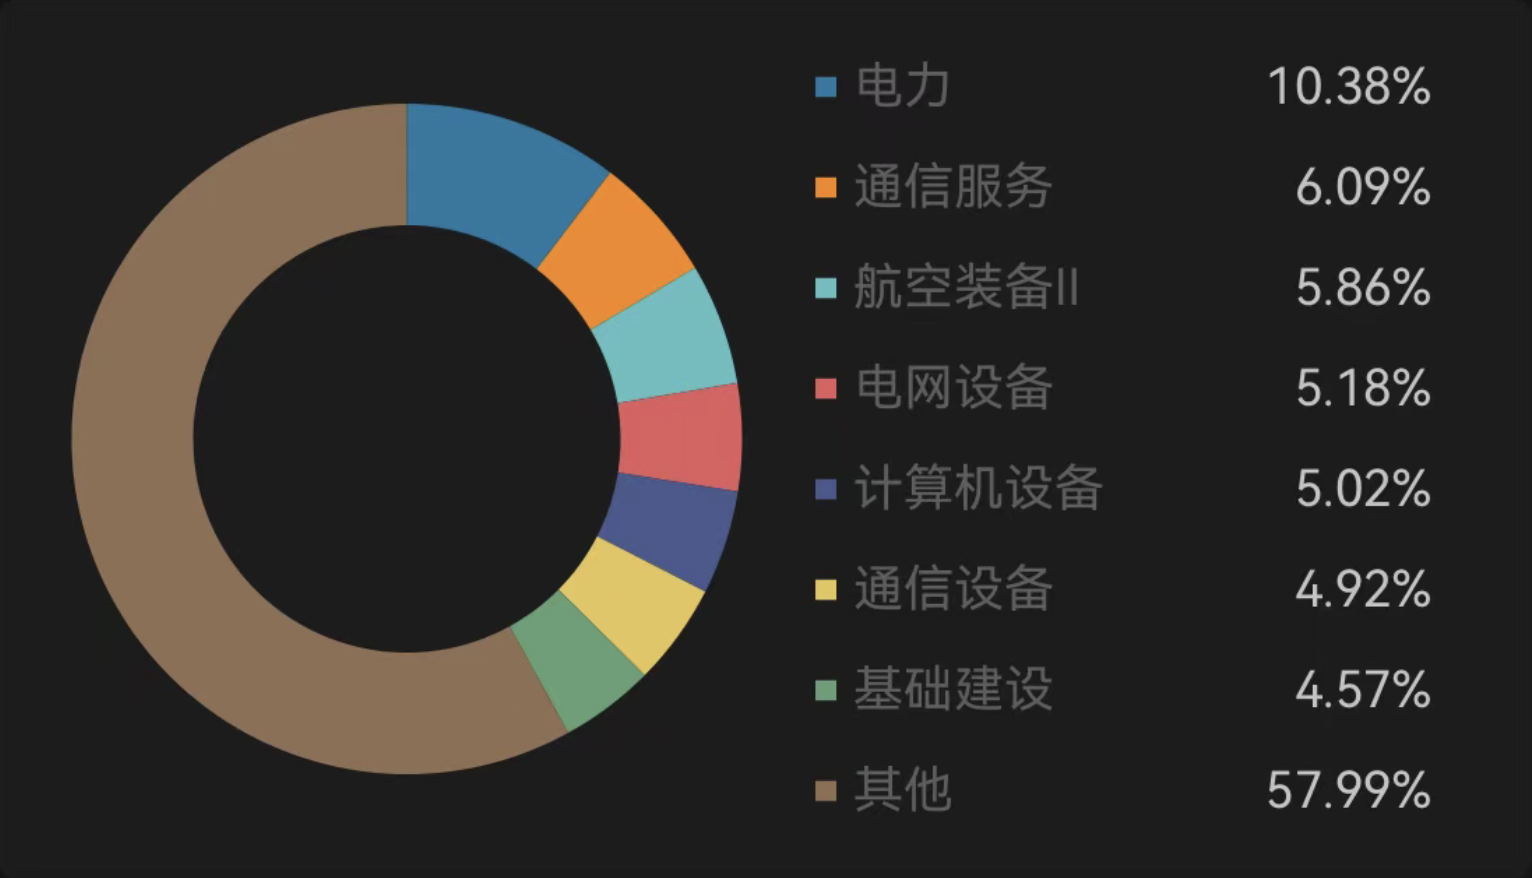 电力 10.38%
通信服务 6.09%
航空装备II 5.86%
电网设备 5.18%
计算机设备 5.02%
通信设备 4.92%
基础建设 4.57%
其他 57.99%